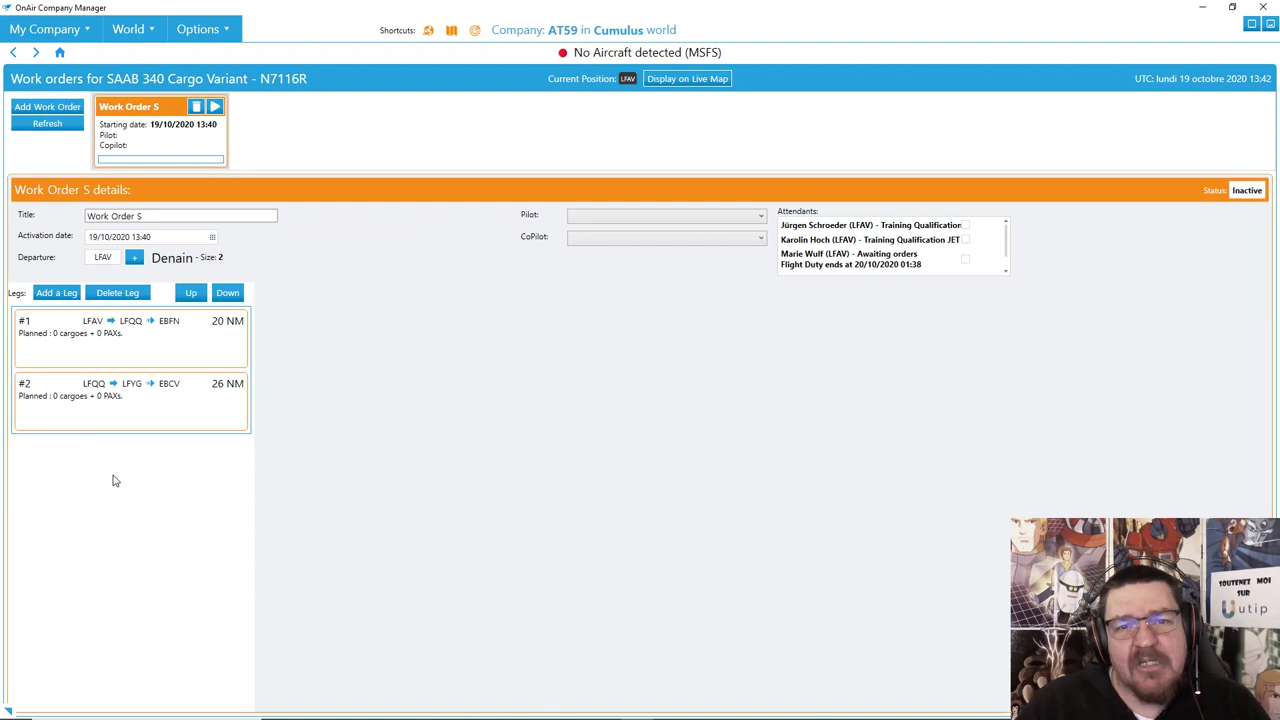 OnAir Company Manager
My Company World Options
Shortcuts: Company: AT59 in Cumulus world
No Aircraft detected (MSFS)
Work orders for SAAB 340 Cargo Variant - N7116R
Current Position: LFAV Display on Live Map
UTC: lundi 19 octobre 2020 13:42
Add Work Order
Refresh
Work Order S
Starting date: 19/10/2020 13:40
Pilot:
Copilot:
Work Order S details:
Status: Inactive
Title: Work Order S
Activation date: 19/10/2020 13:40
Departure: LFAV + Denain - Size: 2
Pilot:
CoPilot:
Attendants:
Jürgen Schroeder (LFAV) - Training Qualification
Karolin Hoch (LFAV) - Training Qualification JET
Marie Wulf (LFAV) - Awaiting orders
Flight Duty ends at 20/10/2020 01:38
Legs: Add a Leg Delete Leg Up Down
#1 LFAV LFQQ EBFN 20 NM
Planned : 0 cargoes + 0 PAXs.
#2 LFQQ LFYG EBCV 26 NM
Planned : 0 cargoes + 0 PAXs.
SOUTENEZ MOI
SUR
Utip